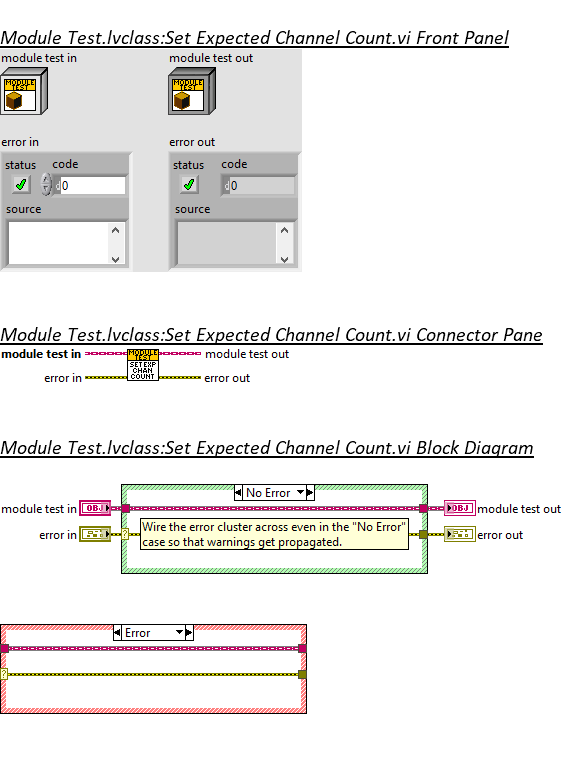 Module Test.lvclass:Set Expected Channel Count.vi Front Panel
module test in
module test out
MODULE TEST
MODULE TEST
error in
error out
status code
status code
d 0
d 0
source
source
Module Test.lvclass:Set Expected Channel Count.vi Connector Pane
module test in
MODULE
TEST
SET EXP
CHAN
COUNT
module test out
error in
error out
Module Test.lvclass:Set Expected Channel Count.vi Block Diagram
No Error
module test in
OBJ
OBJ
module test out
error in
?
Wire the error cluster across even in the "No Error"
case so that warnings get propagated.
error out
Error
?